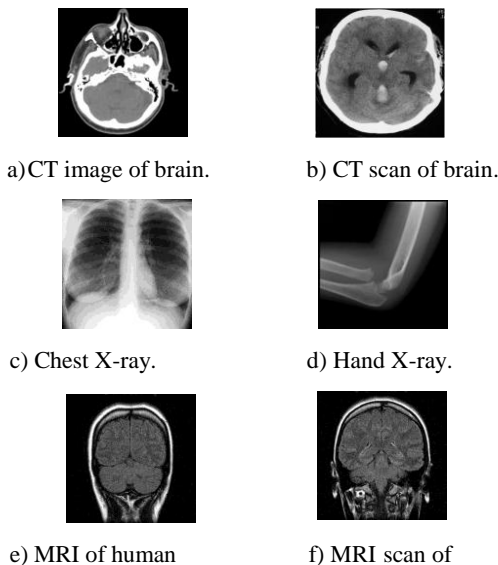 a)CT image of brain.
b) CT scan of brain.
c) Chest X-ray.
d) Hand X-ray.
e) MRI of human
f) MRI scan of